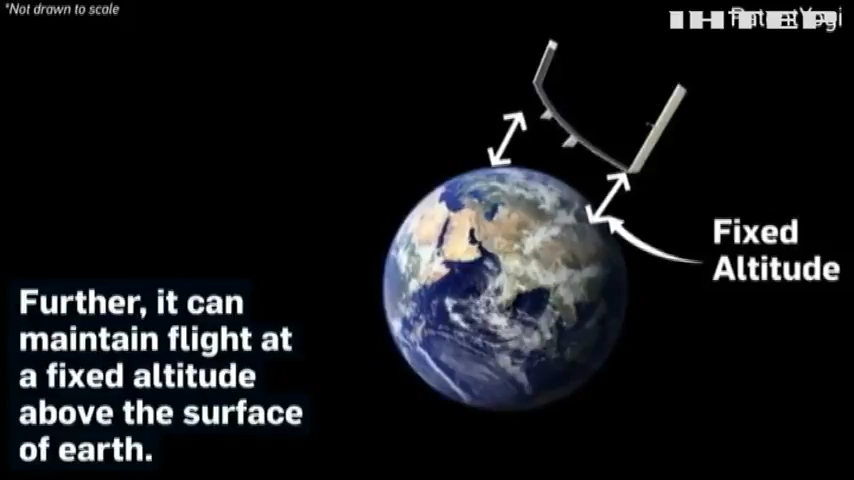 *Not drawn to scale
Fixed
Altitude
Further, it can
maintain flight at
a fixed altitude
above the surface
of earth.